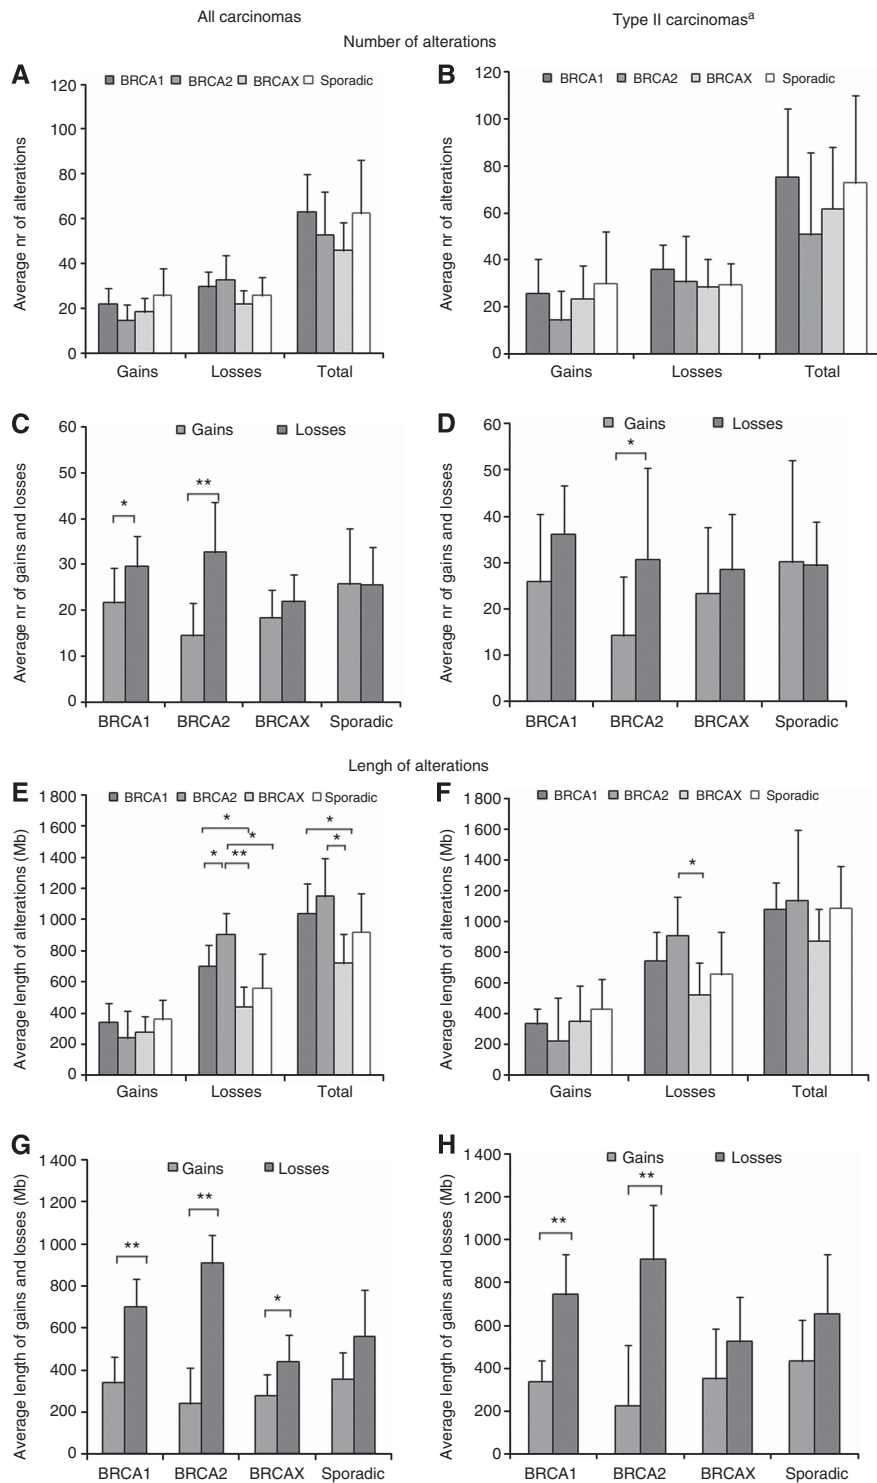 All carcinomas
Type II carcinomasᵃ
Number of alterations
A
BRCA1 BRCA2 BRCAX Sporadic
Average nr of alterations
120
100
80
60
40
20
0
Gains Losses Total
B
BRCA1 BRCA2 BRCAX Sporadic
Average nr of alterations
120
100
80
60
40
20
0
Gains Losses Total
C
Gains Losses
Average nr of gains and losses
60
50
40
30
20
10
0
*
**
BRCA1 BRCA2 BRCAX Sporadic
D
Gains Losses
Average nr of gains and losses
60
50
40
30
20
10
0
*
BRCA1 BRCA2 BRCAX Sporadic
Lengh of alterations
E
BRCA1 BRCA2 BRCAX Sporadic
Average length of alterations (Mb)
1 800
1 600
1 400
1 200
1 000
800
600
400
200
0
* *
* *
* **
Gains Losses Total
F
BRCA1 BRCA2 BRCAX Sporadic
Average length of alterations (Mb)
1 800
1 600
1 400
1 200
1 000
800
600
400
200
0
*
Gains Losses Total
G
Gains Losses
Average length of gains and losses (Mb)
1 400
1 200
1 000
800
600
400
200
0
**
**
*
BRCA1 BRCA2 BRCAX Sporadic
H
Gains Losses
Average length of gains and losses (Mb)
1 400
1 200
1 000
800
600
400
200
0
**
**
BRCA1 BRCA2 BRCAX Sporadic